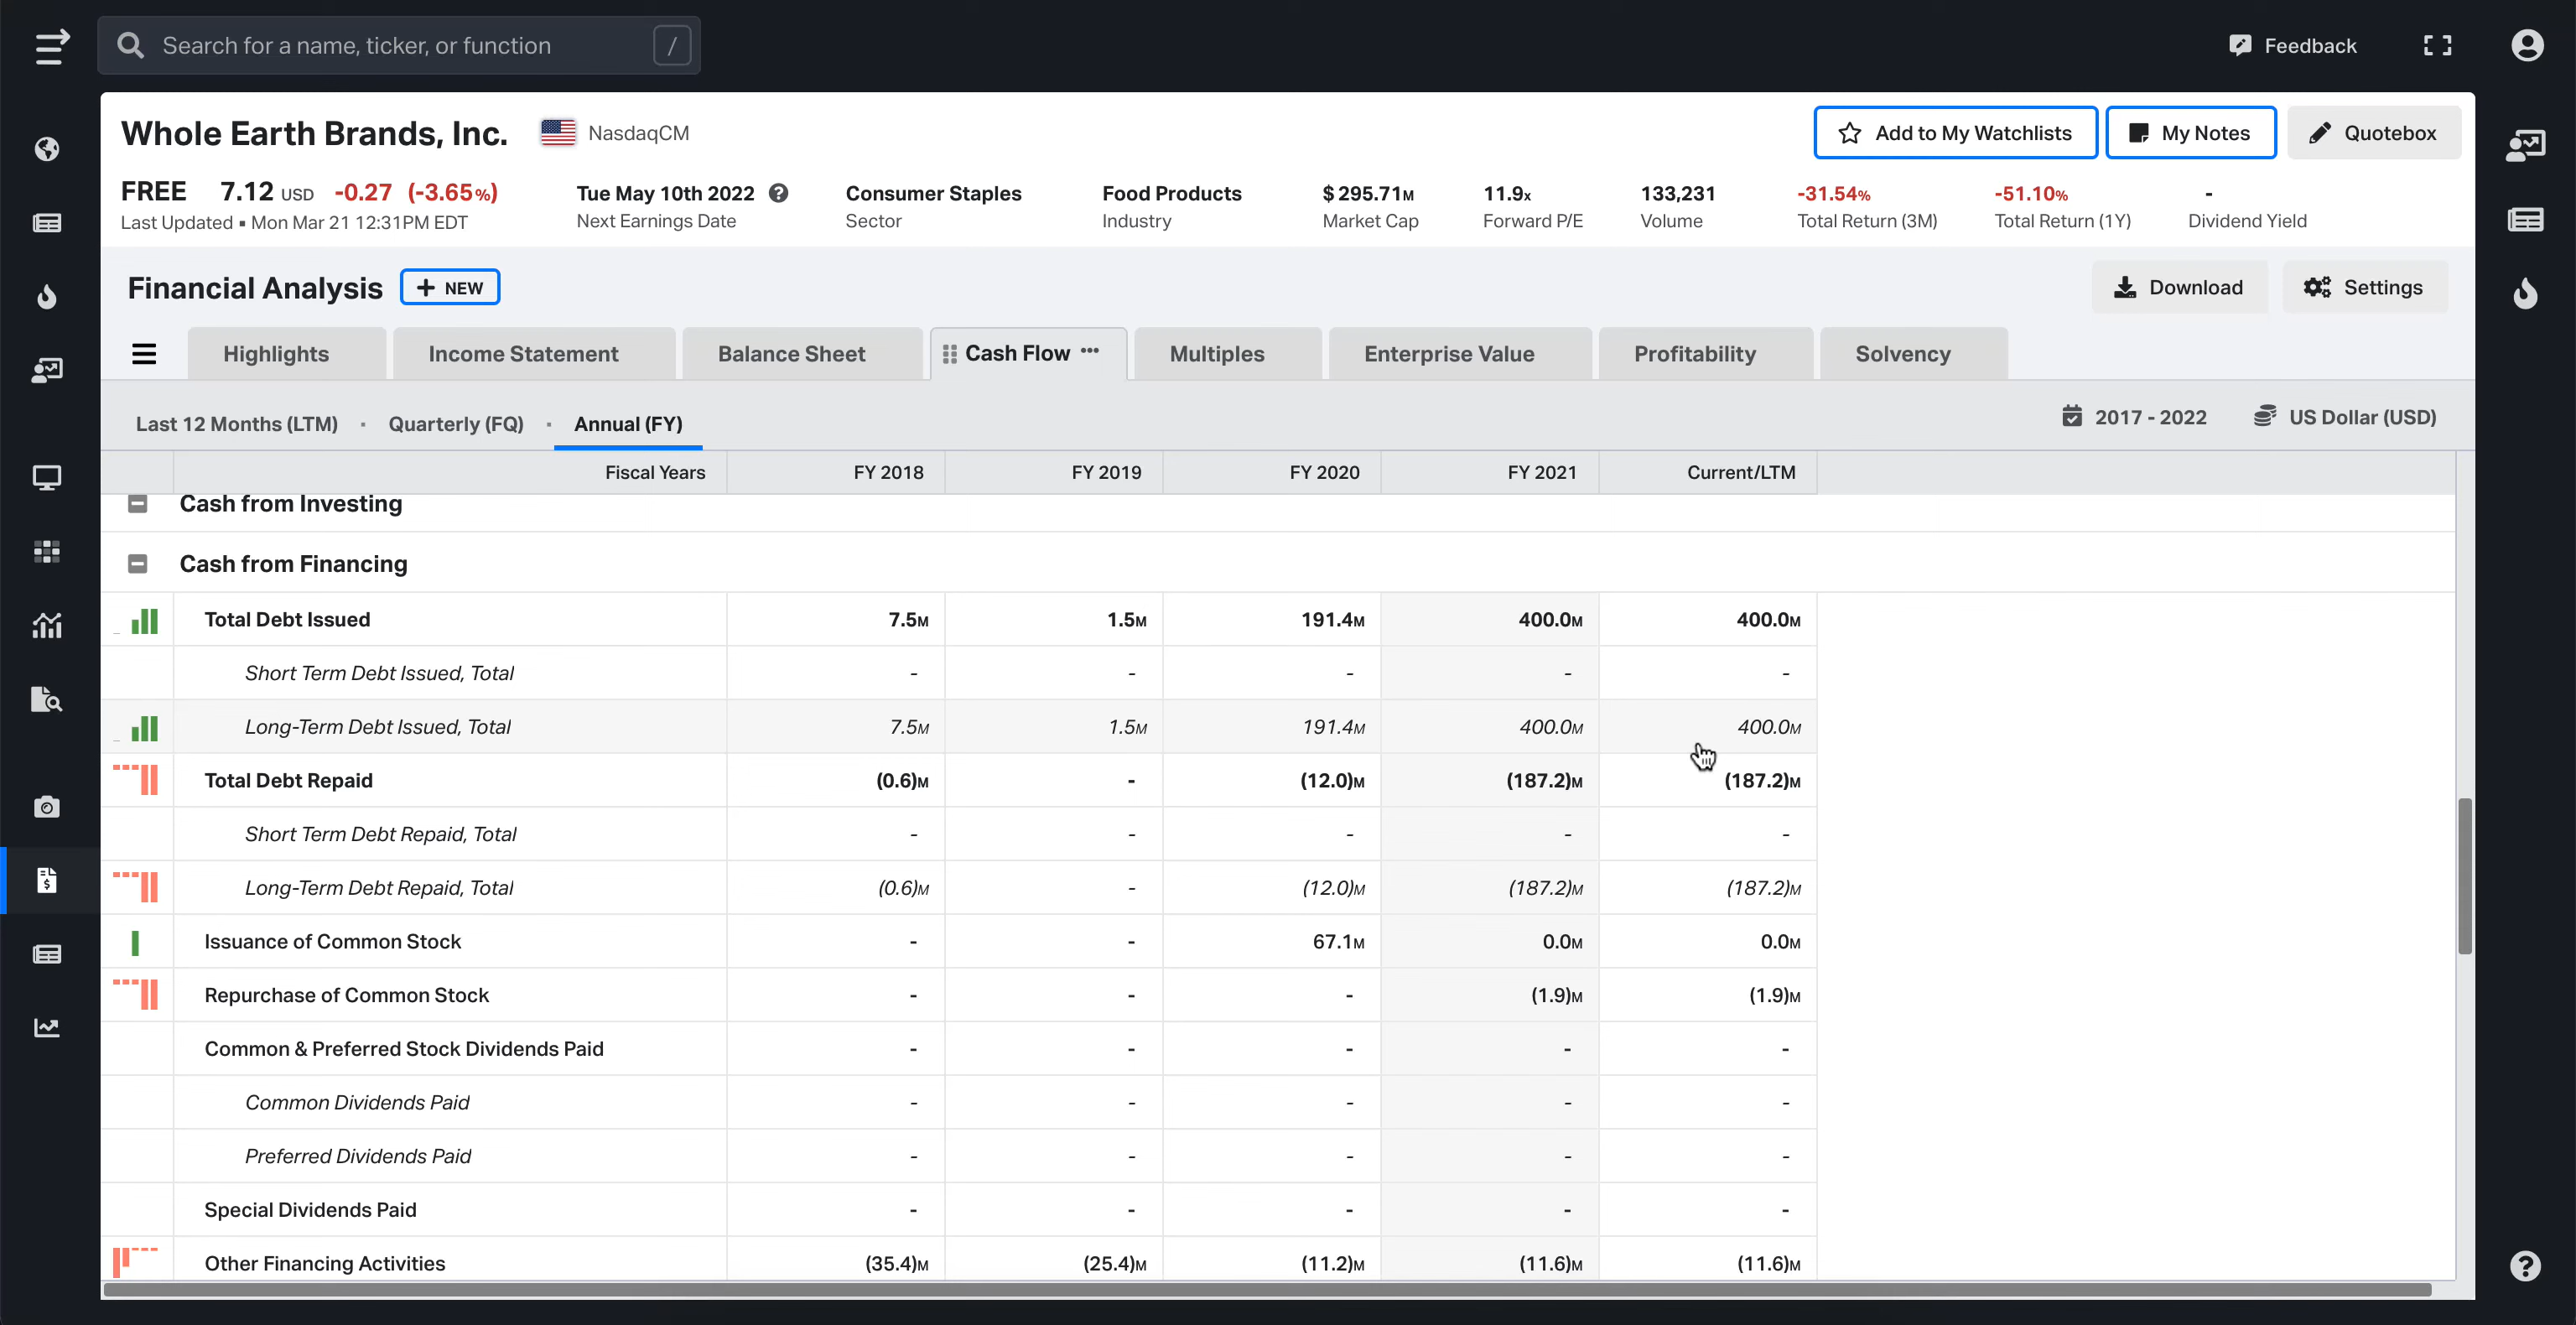 Search for a name, ticker, or function /
Feedback
Whole Earth Brands, Inc. NasdaqCM
Add to My Watchlists My Notes Quotebox
FREE 7.12 USD -0.27 (-3.65%) Tue May 10th 2022 Consumer Staples Food Products $295.71M 11.9x 133,231 -31.54% -51.10% -
Last Updated ▪ Mon Mar 21 12:31PM EDT Next Earnings Date Sector Industry Market Cap Forward P/E Volume Total Return (3M) Total Return (1Y) Dividend Yield
Financial Analysis + NEW Download Settings
Highlights Income Statement Balance Sheet Cash Flow ••• Multiples Enterprise Value Profitability Solvency
Last 12 Months (LTM) · Quarterly (FQ) · Annual (FY) 2017 - 2022 US Dollar (USD)
Fiscal Years FY 2018 FY 2019 FY 2020 FY 2021 Current/LTM
Cash from Investing
Cash from Financing
Total Debt Issued 7.5M 1.5M 191.4M 400.0M 400.0M
Short Term Debt Issued, Total - - - - -
Long-Term Debt Issued, Total 7.5M 1.5M 191.4M 400.0M 400.0M
Total Debt Repaid (0.6)M - (12.0)M (187.2)M (187.2)M
Short Term Debt Repaid, Total - - - - -
Long-Term Debt Repaid, Total (0.6)M - (12.0)M (187.2)M (187.2)M
Issuance of Common Stock - - 67.1M 0.0M 0.0M
Repurchase of Common Stock - - - (1.9)M (1.9)M
Common & Preferred Stock Dividends Paid - - - - -
Common Dividends Paid - - - - -
Preferred Dividends Paid - - - - -
Special Dividends Paid - - - - -
Other Financing Activities (35.4)M (25.4)M (11.2)M (11.6)M (11.6)M